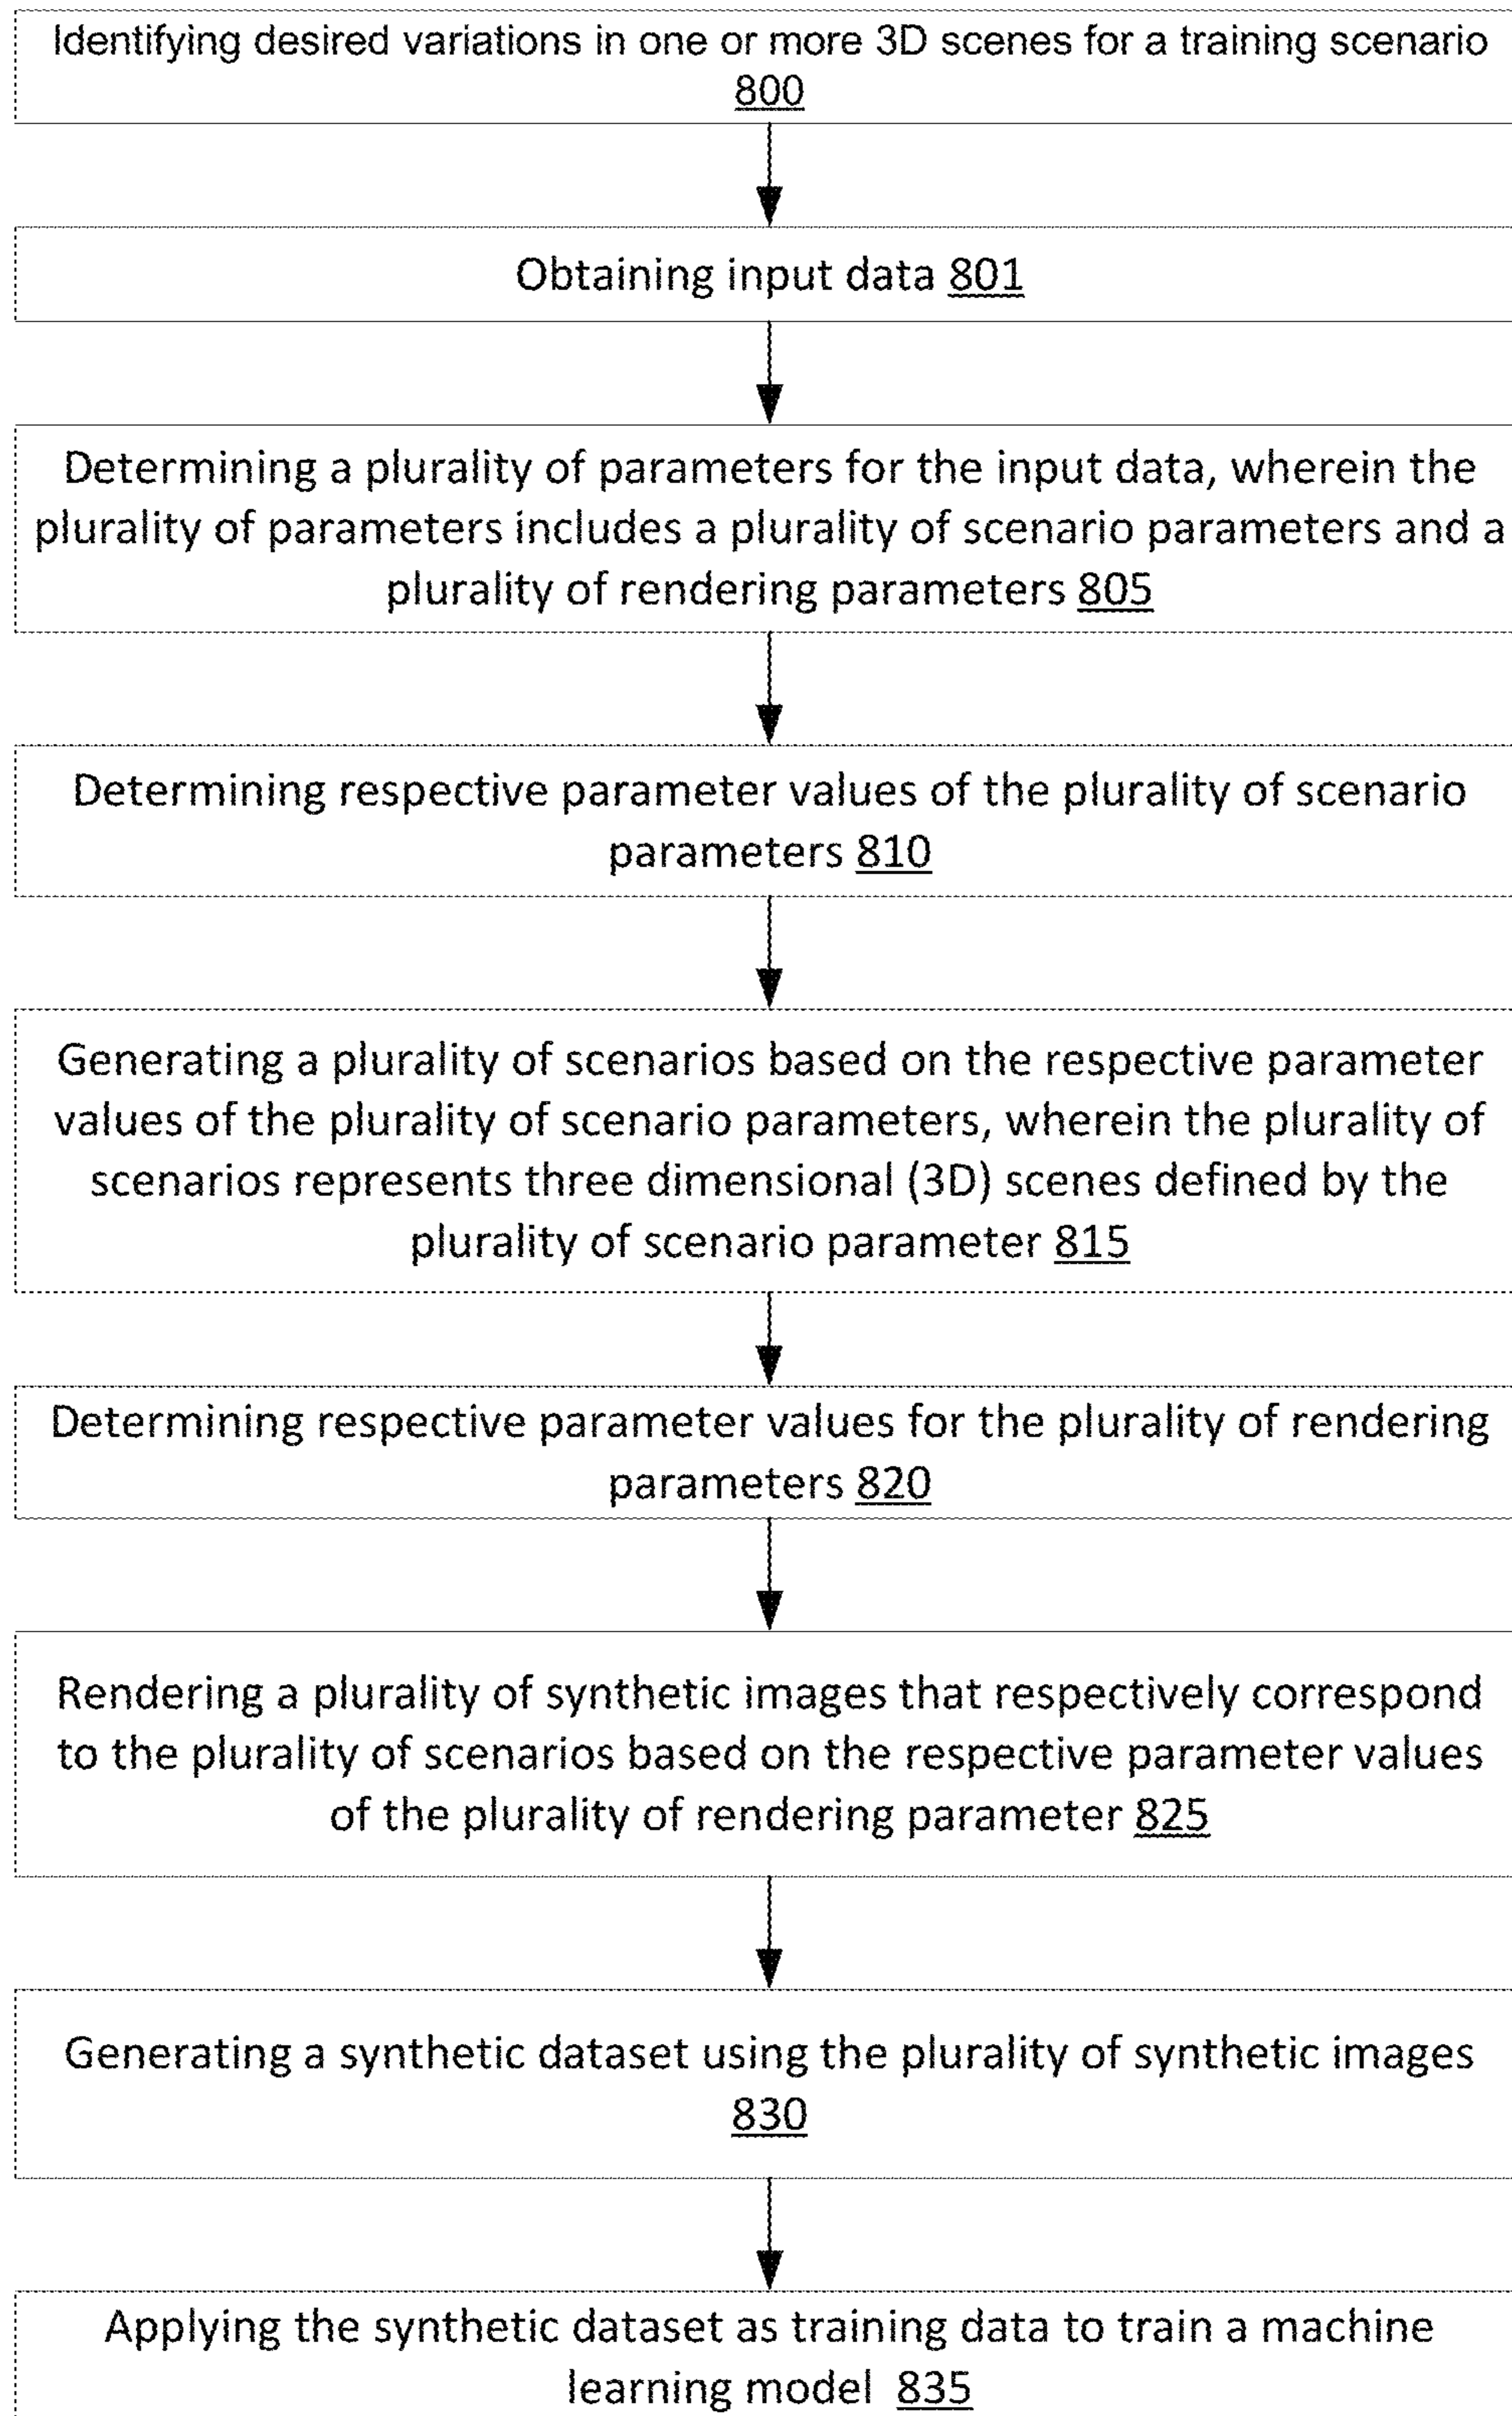 Identifying desired variations in one or more 3D scenes for a training scenario
800
Obtaining input data 801
Determining a plurality of parameters for the input data, wherein the
plurality of parameters includes a plurality of scenario parameters and a
plurality of rendering parameters 805
Determining respective parameter values of the plurality of scenario
parameters 810
Generating a plurality of scenarios based on the respective parameter
values of the plurality of scenario parameters, wherein the plurality of
scenarios represents three dimensional (3D) scenes defined by the
plurality of scenario parameter 815
Determining respective parameter values for the plurality of rendering
parameters 820
Rendering a plurality of synthetic images that respectively correspond
to the plurality of scenarios based on the respective parameter values
of the plurality of rendering parameter 825
Generating a synthetic dataset using the plurality of synthetic images
830
Applying the synthetic dataset as training data to train a machine
learning model 835